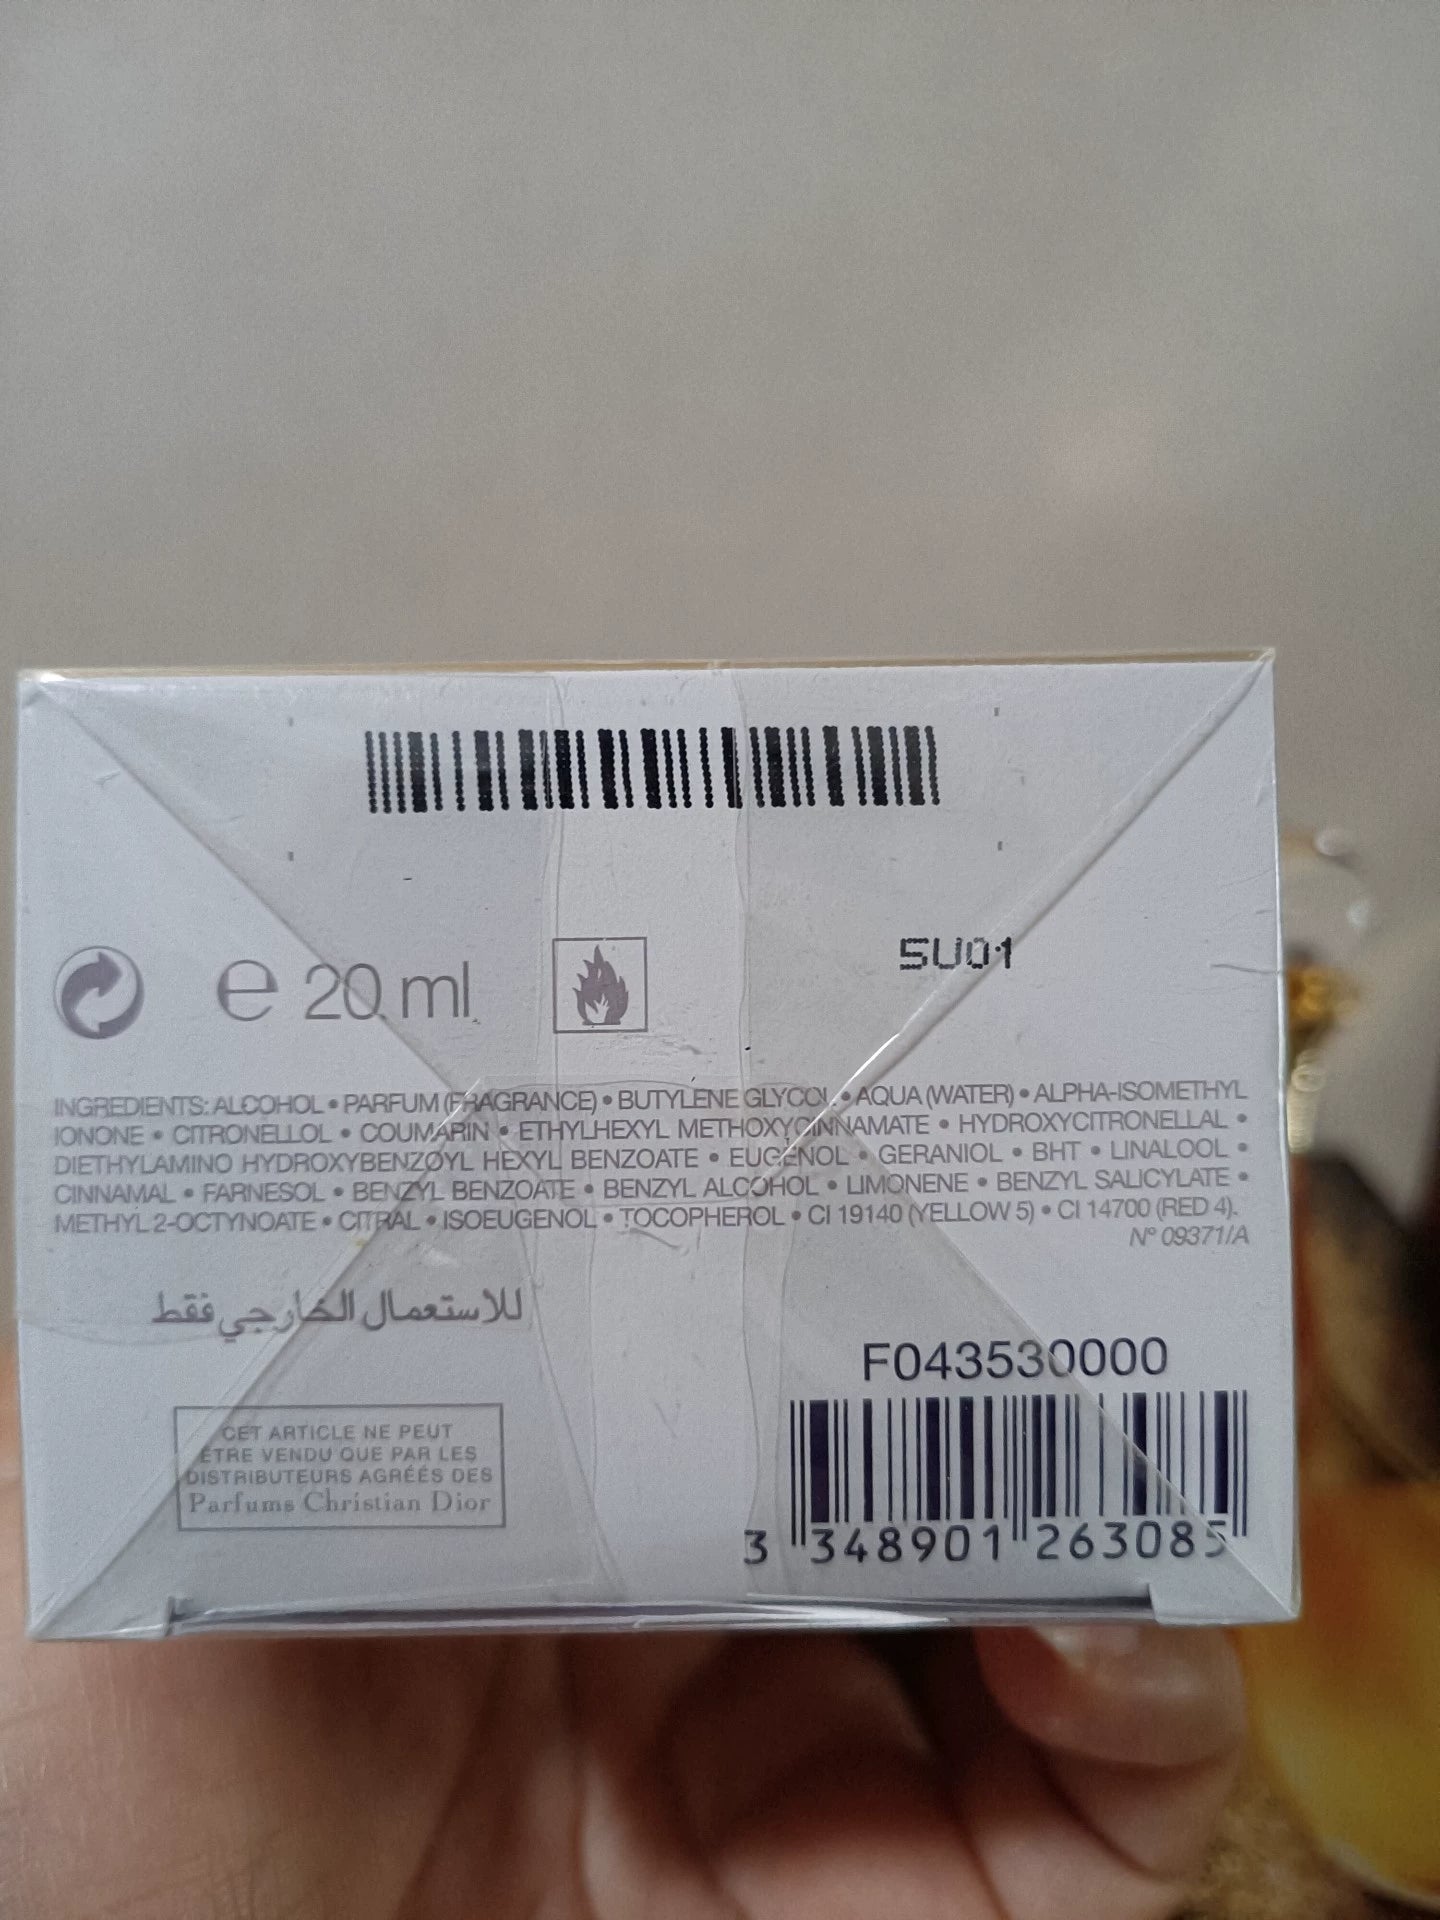 SU01
e 20 ml
INGREDIENTS: ALCOHOL • PARFUM (FRAGRANCE) • BUTYLENE GLYCOL • AQUA (WATER) • ALPHA-ISOMETHYL
IONONE • CITRONELLOL • COUMARIN • ETHYLHEXYL METHOXYCINNAMATE • HYDROXYCITRONELLAL •
DIETHYLAMINO HYDROXYBENZOYL HEXYL BENZOATE • EUGENOL • GERANIOL • BHT • LINALOOL •
CINNAMAL • FARNESOL • BENZYL BENZOATE • BENZYL ALCOHOL • LIMONENE • BENZYL SALICYLATE •
METHYL 2-OCTYNOATE • CITRAL • ISOEUGENOL • TOCOPHEROL • CI 19140 (YELLOW 5) • CI 14700 (RED 4).
N° 09371/A
للاستعمال الخارجي فقط
F043530000
CET ARTICLE NE PEUT
ÊTRE VENDU QUE PAR LES
DISTRIBUTEURS AGRÉÉS DES
Parfums Christian Dior
3 348901 263085